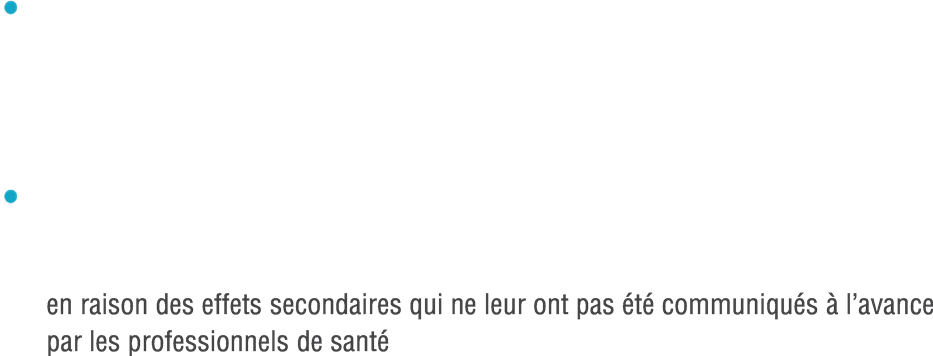 en raison des effets secondaires qui ne leur ont pas été communiqués à l’avance
par les professionnels de santé